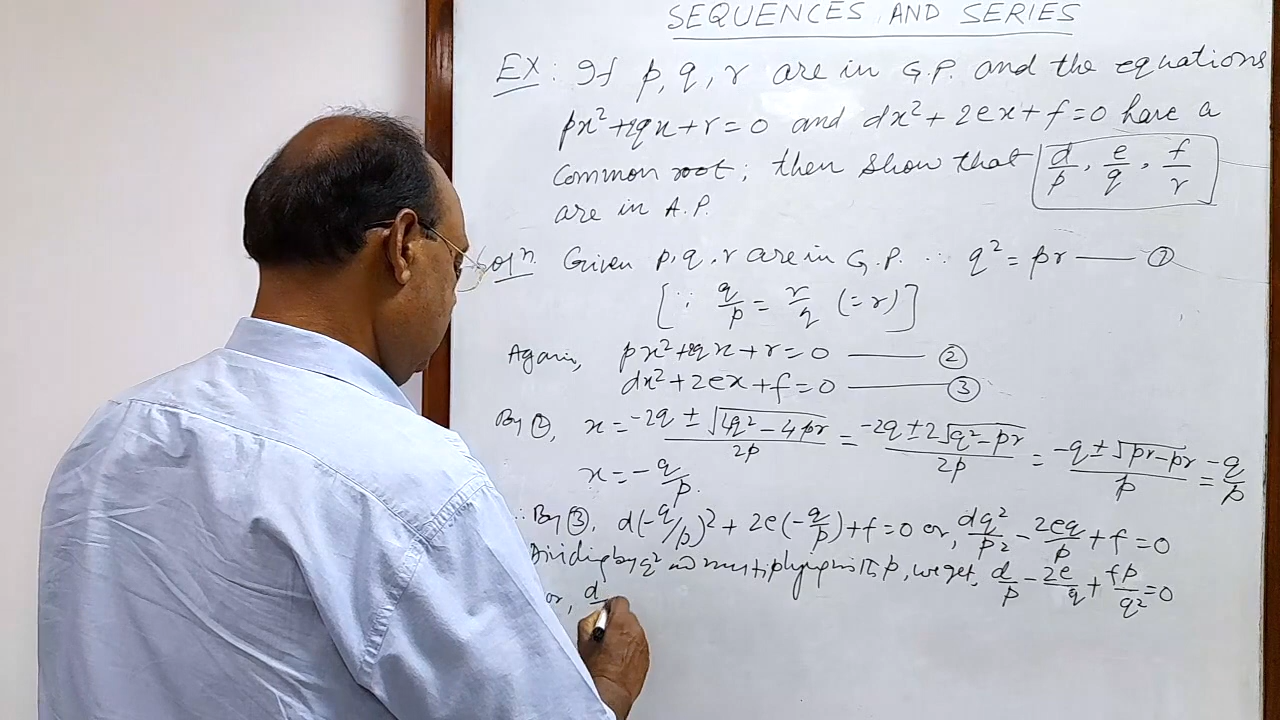 SEQUENCES AND SERIES
EX: If p, q, r are in G.P. and the equations
px²+2qx+r=0 and dx²+2ex+f=0 have a
common root; then show that d/p, e/q, f/r
are in A.P.
Solⁿ. Given p, q, r are in G.P. ∴ q² = pr —— ①
[∵ q/p = r/q (=r)]
Again, px²+2qx+r=0 —— ②
dx²+2ex+f=0 —— ③
By ②, x = -2q ± √4q²-4pr / 2p = -2q ± 2√q²-pr / 2p = -q ± √pr-pr / p = -q/p
x = -q/p.
∴ By ③, d(-q/p)² + 2e(-q/p) + f = 0 or, dq²/p² - 2eq/p + f = 0
Dividing by q² and multiplying with p, we get, d/p - 2e/q + fp/q² = 0
or, d